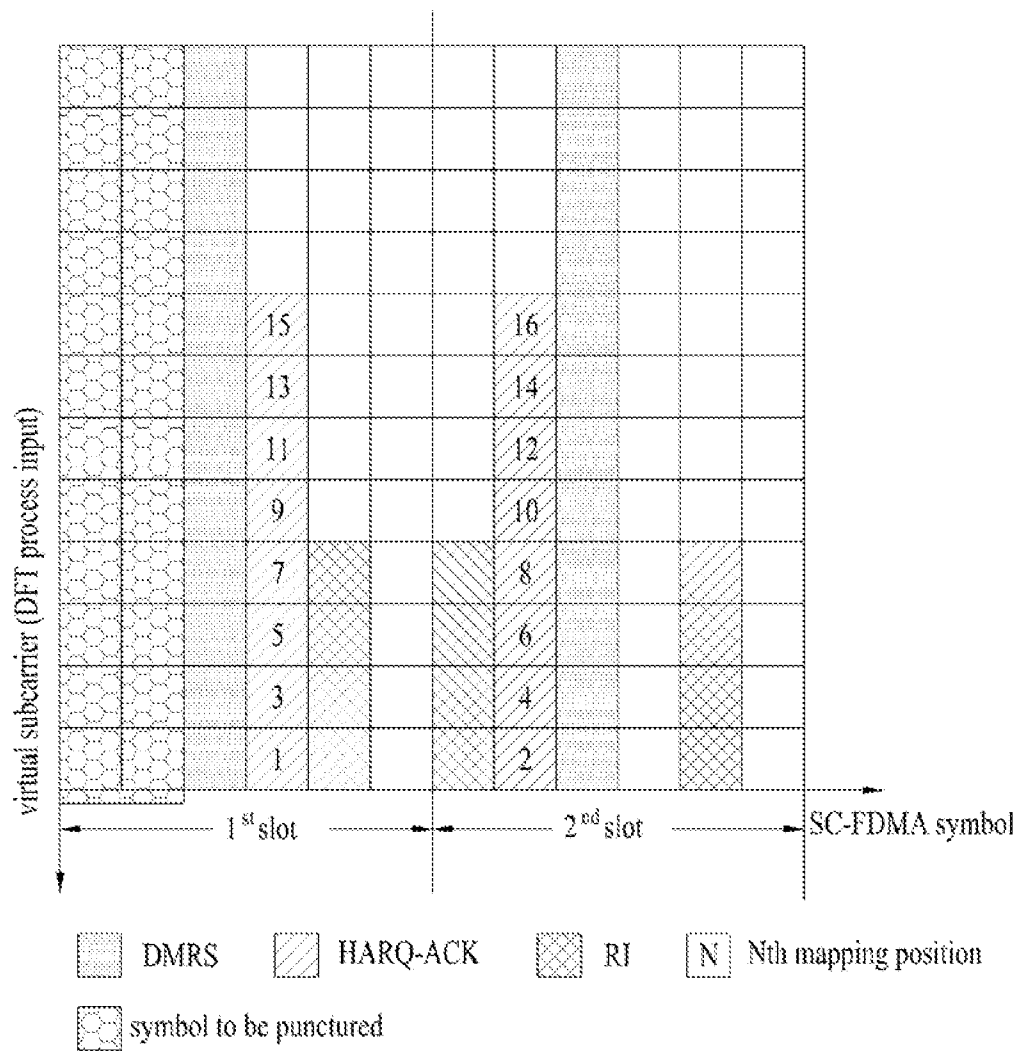 15 16
13 14
11 12
9 10
7 8
5 6
3 4
1 2
virtual subcarrier (DFT process input)
1st slot 2nd slot SC-FDMA symbol
DMRS HARQ-ACK RI N Nth mapping position
symbol to be punctured